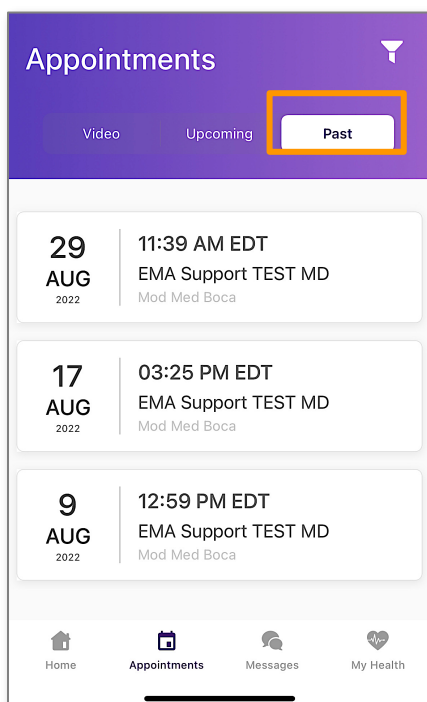 Appointments
Video Upcoming Past
29
AUG
2022
11:39 AM EDT
EMA Support TEST MD
Mod Med Boca
17
AUG
2022
03:25 PM EDT
EMA Support TEST MD
Mod Med Boca
9
AUG
2022
12:59 PM EDT
EMA Support TEST MD
Mod Med Boca
Home Appointments Messages My Health